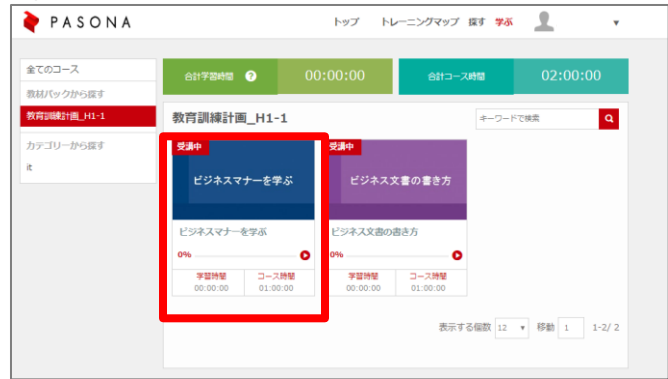 PASONA
トップ トレーニングマップ 探す 学ぶ
全てのコース
教材パックから探す
教育訓練計画_H1-1
カテゴリーから探す
it
合計学習時間 ? 00:00:00 合計コース時間 02:00:00
教育訓練計画_H1-1 キーワードで検索
受講中
ビジネスマナーを学ぶ
ビジネスマナーを学ぶ
0%
学習時間 コース時間
00:00:00 01:00:00
受講中
ビジネス文書の書き方
ビジネス文書の書き方
0%
学習時間 コース時間
00:00:00 01:00:00
表示する個数 12 移動 1 1-2/ 2